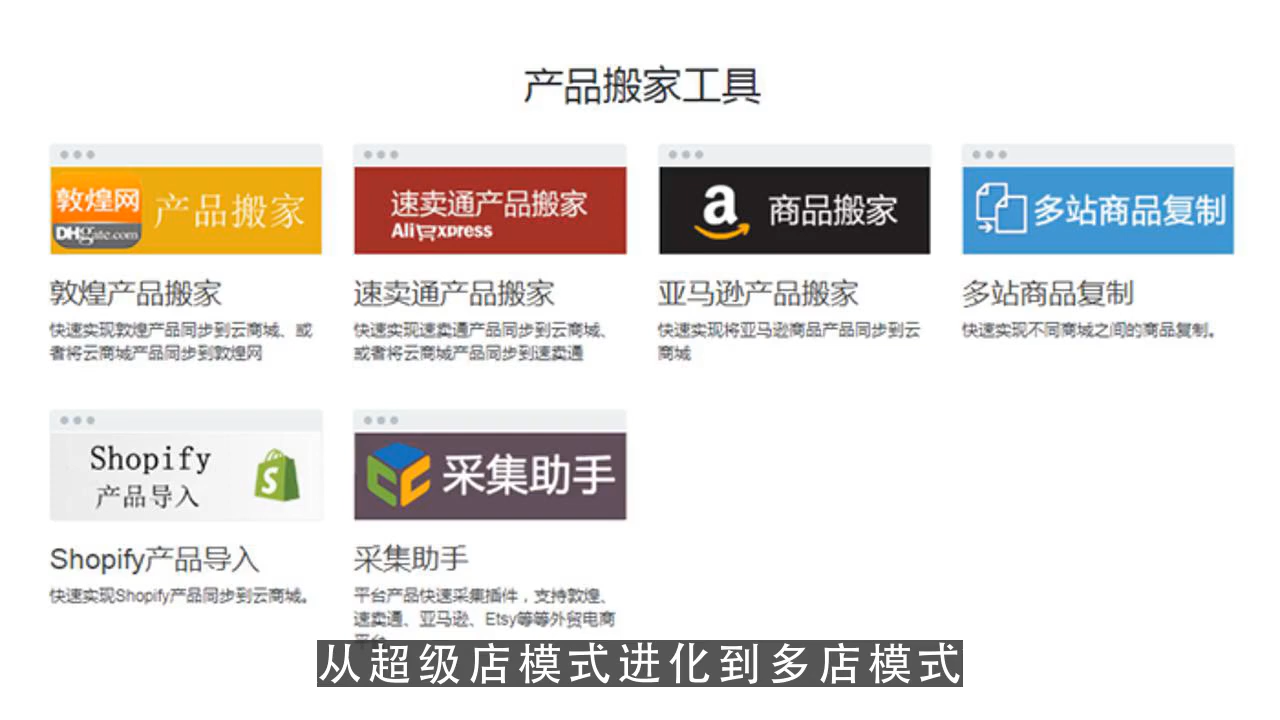 产品搬家工具
敦煌网
DHgate.com
产品搬家
速卖通产品搬家
AliExpress
a
商品搬家
多站商品复制
敦煌产品搬家
快速实现敦煌产品同步到云商城、或
者将云商城产品同步到敦煌网
速卖通产品搬家
快速实现速卖通产品同步到云商城、
或者将云商城产品同步到速卖通
亚马逊产品搬家
快速实现将亚马逊商品产品同步到云
商城
多站商品复制
快速实现不同商城之间的商品复制。
Shopify
产品导入
S
采集助手
Shopify产品导入
快速实现Shopify产品同步到云商城。
采集助手
平台产品快速采集插件，支持敦煌、
速卖通、亚马逊、Etsy等等外贸电商
平台
从超级店模式进化到多店模式